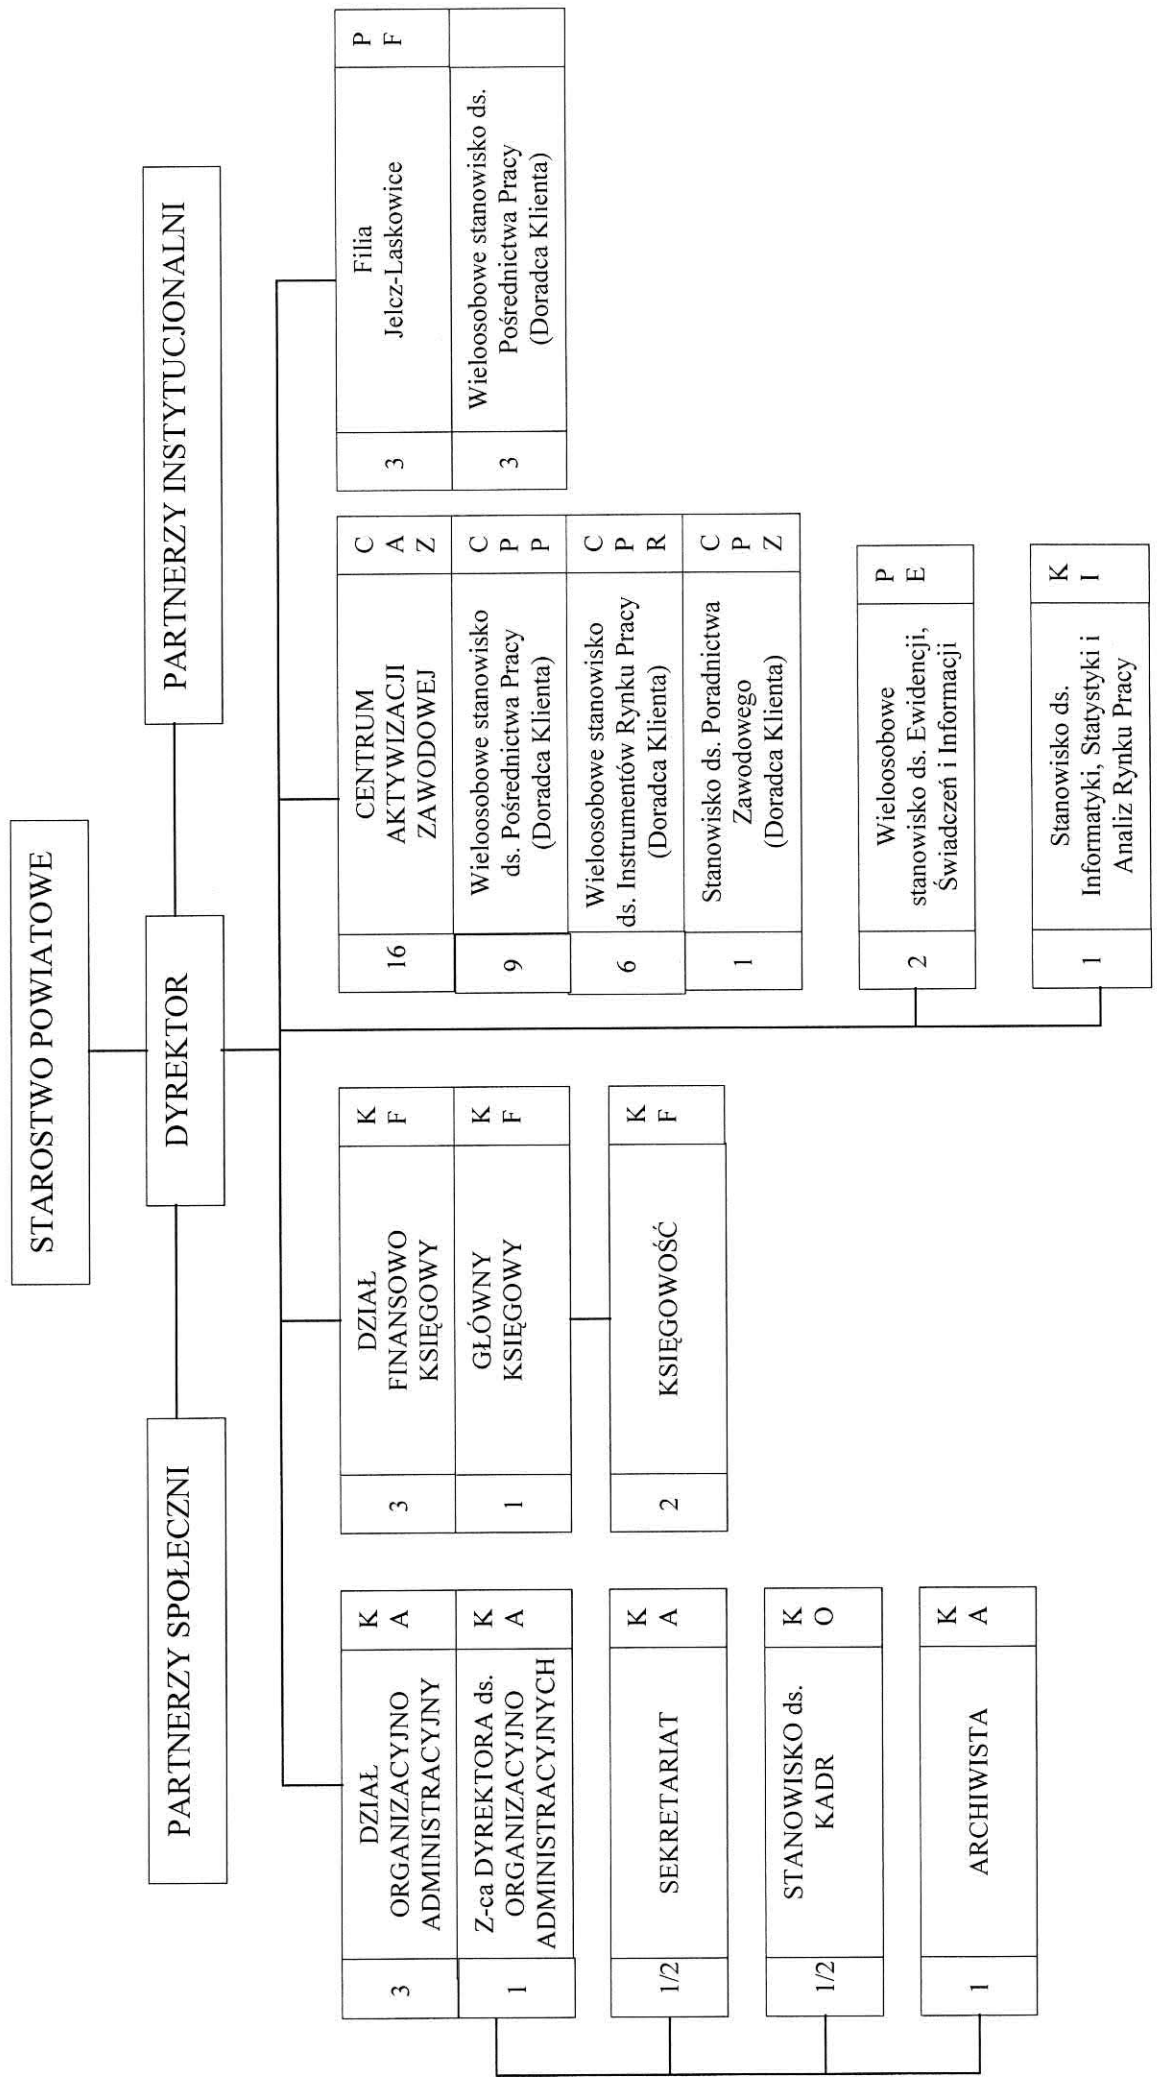 STAROSTWO POWIATOWE
PARTNERZY SPOŁECZNI
DYREKTOR
PARTNERZY INSTYTUCJONALNI
3
DZIAŁ
ORGANIZACYJNO
ADMINISTRACYJNY
K
A
1
Z-ca DYREKTORA ds.
ORGANIZACYJNO
ADMINISTRACYJNYCH
K
A
1/2
SEKRETARIAT
K
A
1/2
STANOWISKO ds.
KADR
K
O
1
ARCHIWISTA
K
A
3
DZIAŁ
FINANSOWO
KSIĘGOWY
K
F
1
GŁÓWNY
KSIĘGOWY
K
F
2
KSIĘGOWOŚĆ
K
F
16
CENTRUM
AKTYWIZACJI
ZAWODOWEJ
C
A
Z
9
Wieloosobowe stanowisko
ds. Pośrednictwa Pracy
(Doradca Klienta)
C
P
P
6
Wieloosobowe stanowisko
ds. Instrumentów Rynku Pracy
(Doradca Klienta)
C
P
R
1
Stanowisko ds. Poradnictwa
Zawodowego
(Doradca Klienta)
C
P
Z
2
Wieloosobowe
stanowisko ds. Ewidencji,
Świadczeń i Informacji
P
E
1
Stanowisko ds.
Informatyki, Statystyki i
Analiz Rynku Pracy
K
I
3
Filia
Jelcz-Laskowice
P
F
3
Wieloosobowe stanowisko ds.
Pośrednictwa Pracy
(Doradca Klienta)